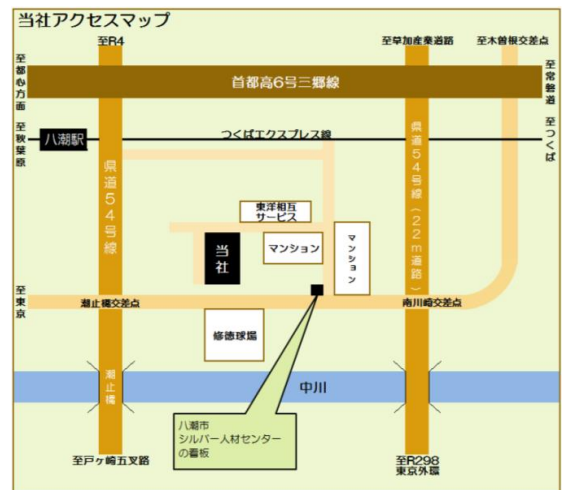 当社アクセスマップ
至R4
至草加産業道路
至木曽根交差点
至都心方面
首都高6号三郷線
至常磐道
至秋葉原
八潮駅
つくばエクスプレス線
至つくば
県道54号線
県道54号線(22m道路)
東洋相互
サービス
当社
マンション
マンション
至東京
潮止橋交差点
南川崎交差点
修徳球場
潮止橋
中川
八潮市
シルバー人材センター
の看板
至戸ヶ崎五叉路
至R298
東京外環